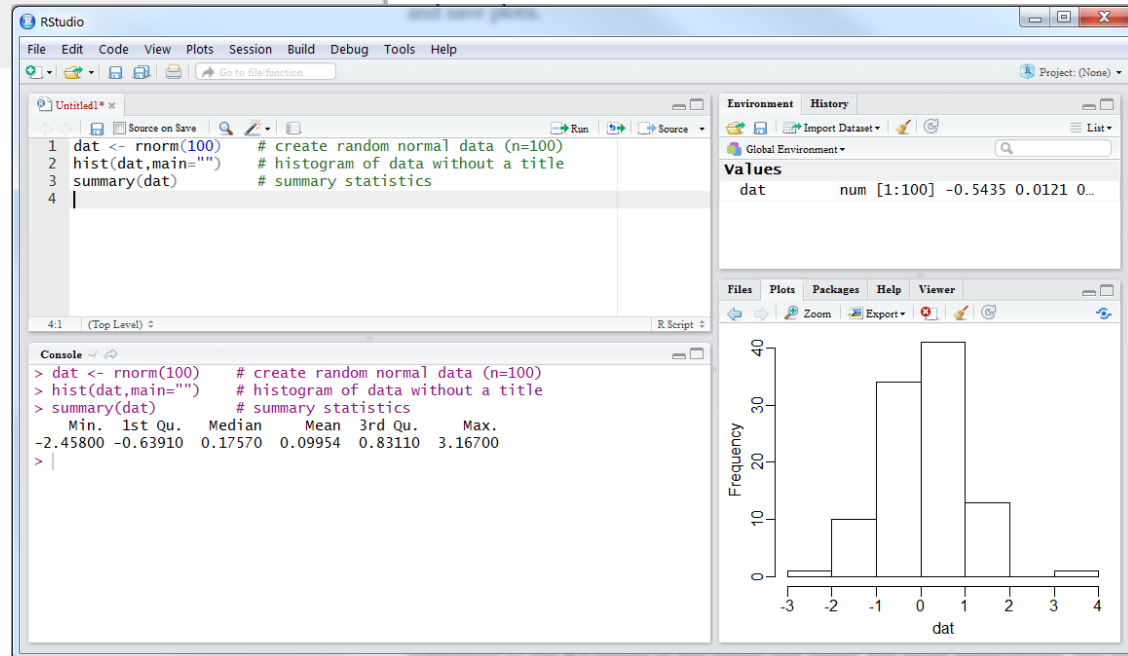 and save plots.
RStudio
File Edit Code View Plots Session Build Debug Tools Help
Go to file/function
Project: (None)
Untitled1*
Source on Save
Run
Source
1 dat <- rnorm(100) # create random normal data (n=100)
2 hist(dat,main="") # histogram of data without a title
3 summary(dat) # summary statistics
4
4:1 (Top Level)
R Script
Console ~/
> dat <- rnorm(100) # create random normal data (n=100)
> hist(dat,main="") # histogram of data without a title
> summary(dat) # summary statistics
Min. 1st Qu. Median Mean 3rd Qu. Max.
-2.45800 -0.63910 0.17570 0.09954 0.83110 3.16700
>
Environment History
Import Dataset
List
Global Environment
Values
dat num [1:100] -0.5435 0.0121 0…
Files Plots Packages Help Viewer
Zoom Export
Frequency
40
30
20
10
0
-3 -2 -1 0 1 2 3 4
dat